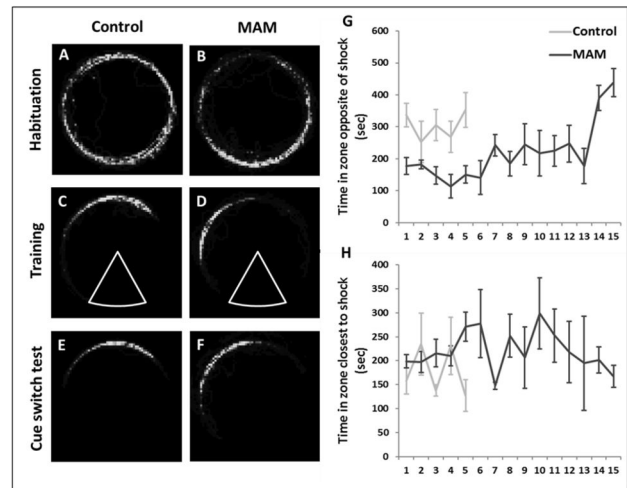 Control MAM
Habituation
A B
Training
C D
Cue switch test
E F
G
Time in zone opposite of shock
(sec)
600
500
400
300
200
100
0
Control
MAM
1 2 3 4 5 6 7 8 9 10 11 12 13 14 15
H
Time in zone closest to shock
(sec)
400
350
300
250
200
150
100
50
0
1 2 3 4 5 6 7 8 9 10 11 12 13 14 15